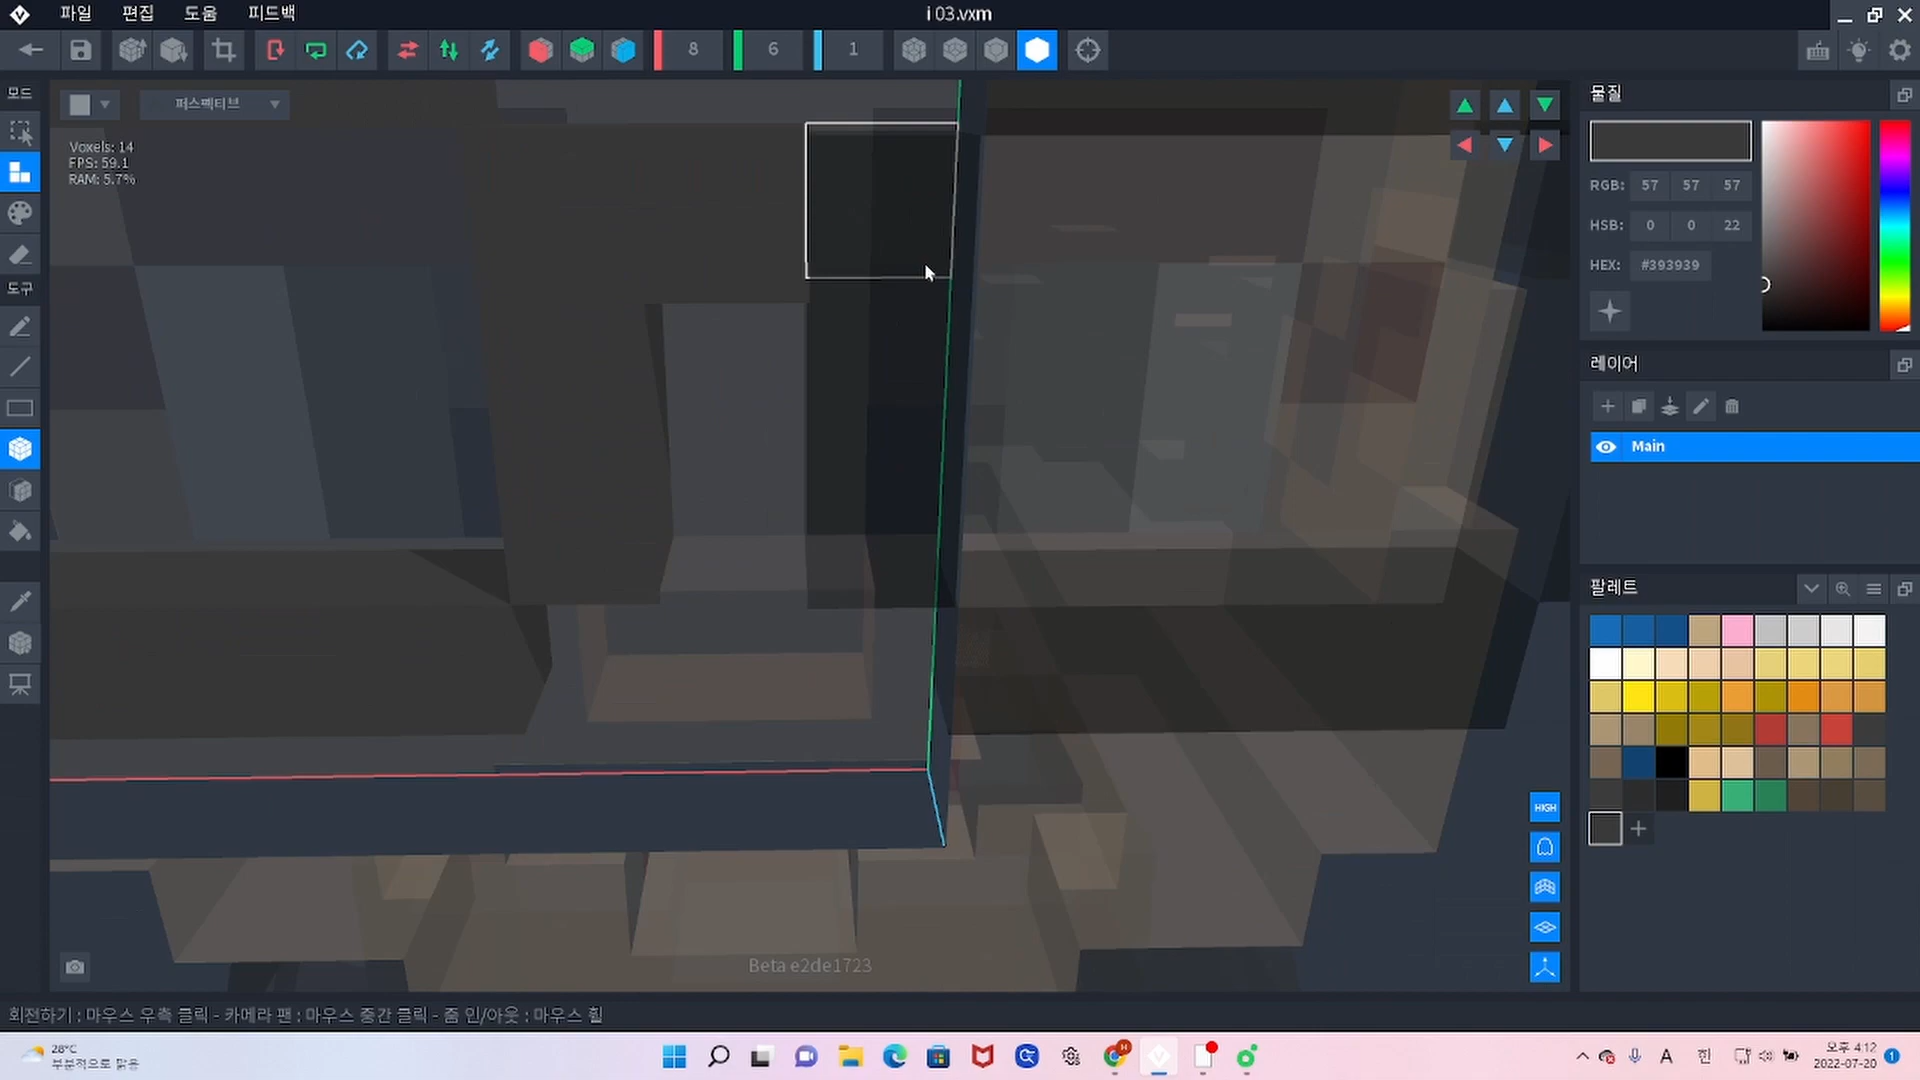 파일 편집 도움 피드백
i 03.vxm
8 6 1
모드
퍼스펙티브
Voxels: 14
FPS: 59.1
RAM: 5.7%
도구
물질
RGB: 57 57 57
HSB: 0 0 22
HEX: #393939
레이어
Main
팔레트
HIGH
Beta e2de1723
회전하기 : 마우스 우측 클릭 - 카메라 팬 : 마우스 중간 클릭 - 줌 인/아웃 : 마우스 휠
28°C
부분적으로 맑음
H
A 한
오후 4:12
2022-07-20
1